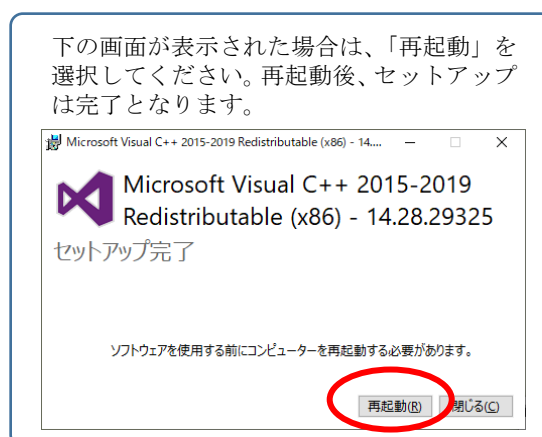 下の画面が表示された場合は、「再起動」を
選択してください。再起動後、セットアップ
は完了となります。
Microsoft Visual C++ 2015-2019 Redistributable (x86) - 14....
Microsoft Visual C++ 2015-2019
Redistributable (x86) - 14.28.29325
セットアップ完了
ソフトウェアを使用する前にコンピューターを再起動する必要があります。
再起動(R) 閉じる(C)